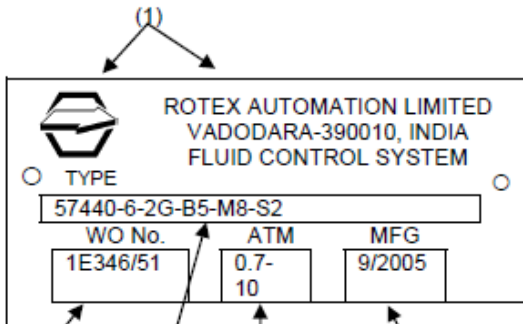 (1)
ROTEX AUTOMATION LIMITED
VADODARA-390010, INDIA
FLUID CONTROL SYSTEM
TYPE
57440-6-2G-B5-M8-S2
WO No. ATM MFG
1E346/51 0.7- 9/2005
10